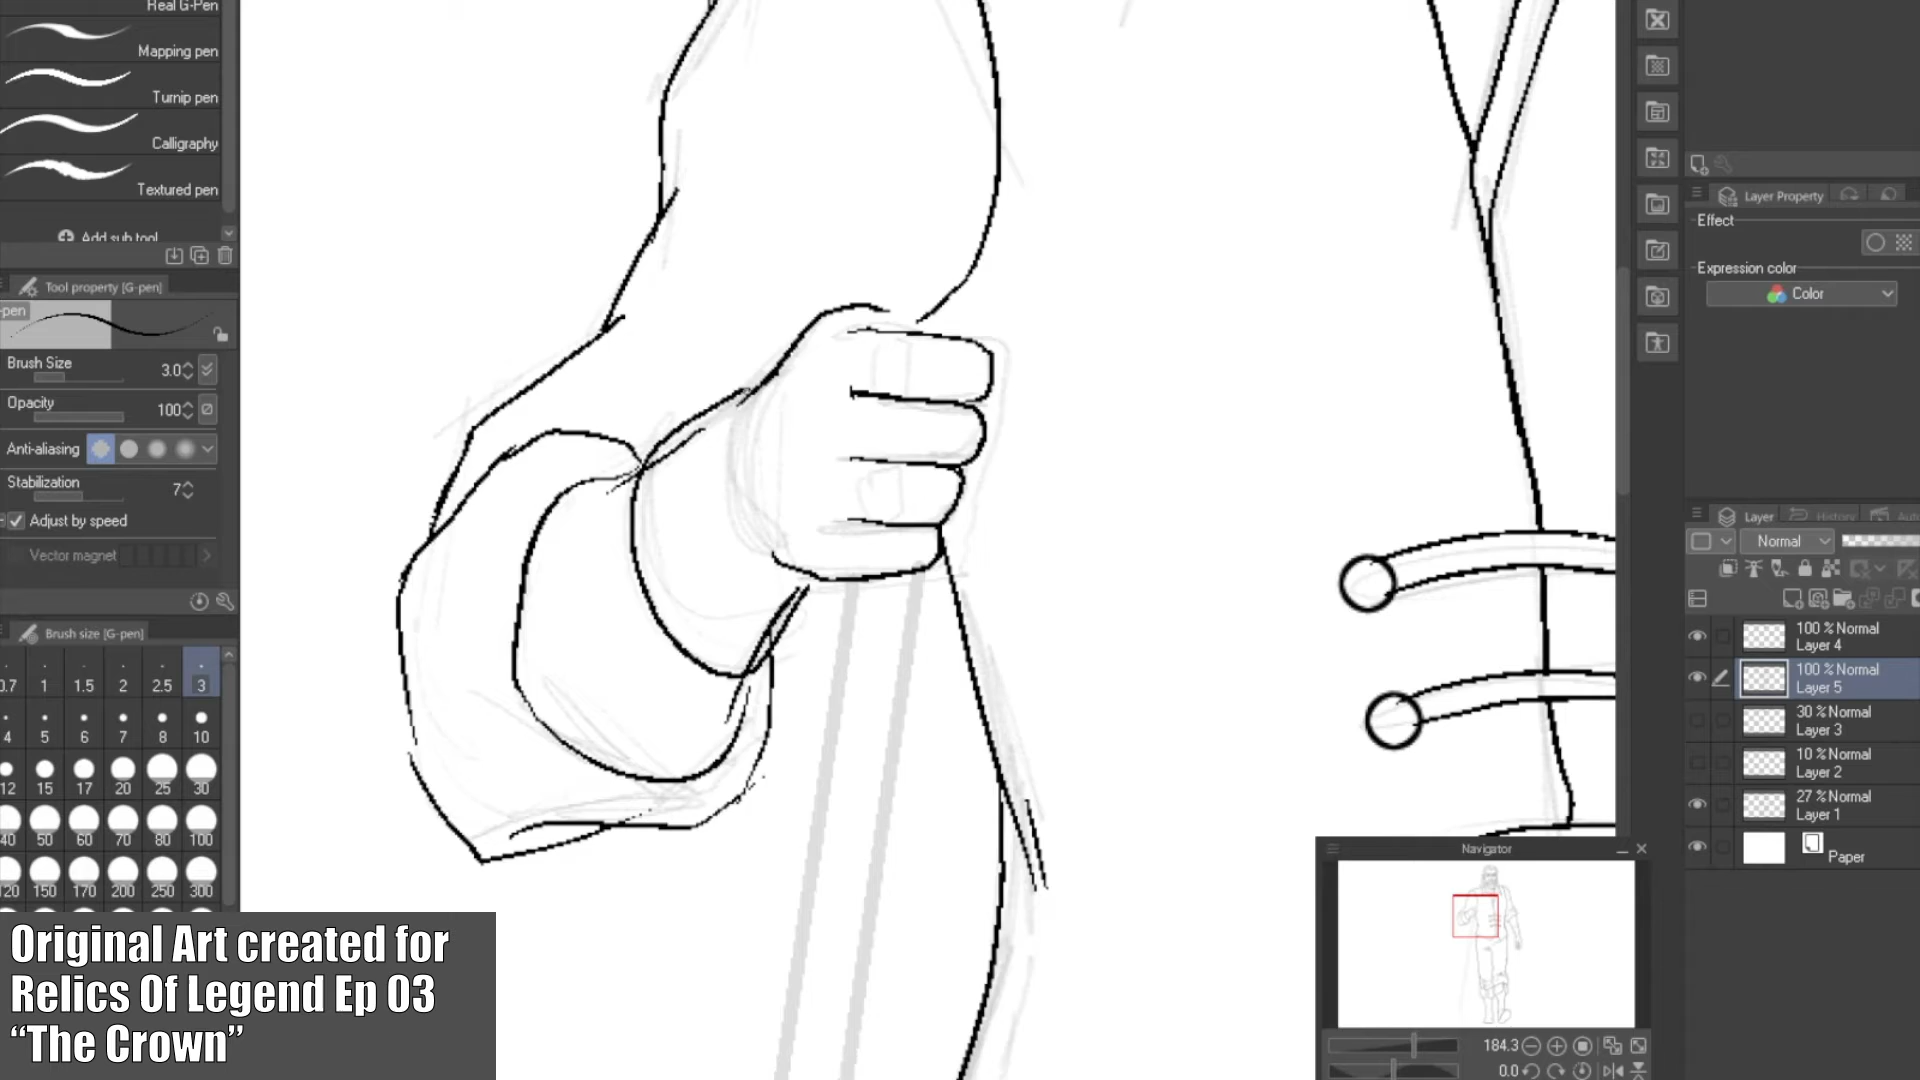 Real G-Pen
Mapping pen
Turnip pen
Calligraphy
Textured pen
Add sub tool
Tool property [G-pen]
-pen
Brush Size 3.0
Opacity 100
Anti-aliasing
Stabilization 7
Adjust by speed
Vector magnet
Brush size [G-pen]
0.7 1 1.5 2 2.5 3
4 5 6 7 8 10
12 15 17 20 25 30
40 50 60 70 80 100
120 150 170 200 250 300
Original Art created for
Relics Of Legend Ep 03
“The Crown”
Layer Property
Effect
Expression color
Color
Layer History Aut
Normal
100 % Normal
Layer 4
100 % Normal
Layer 5
30 % Normal
Layer 3
10 % Normal
Layer 2
27 % Normal
Layer 1
Paper
Navigator
184.3
0.0